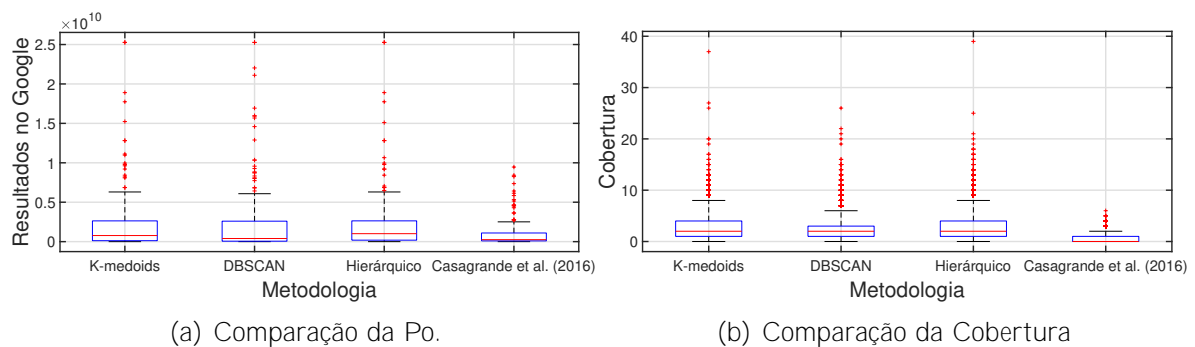 ×10^10
2.5
2
1.5
1
0.5
0
Resultados no Google
K-medoids DBSCAN Hierárquico Casagrande et al. (2016)
Metodologia
(a) Comparação da Po.
40
30
20
10
0
Cobertura
K-medoids DBSCAN Hierárquico Casagrande et al. (2016)
Metodologia
(b) Comparação da Cobertura